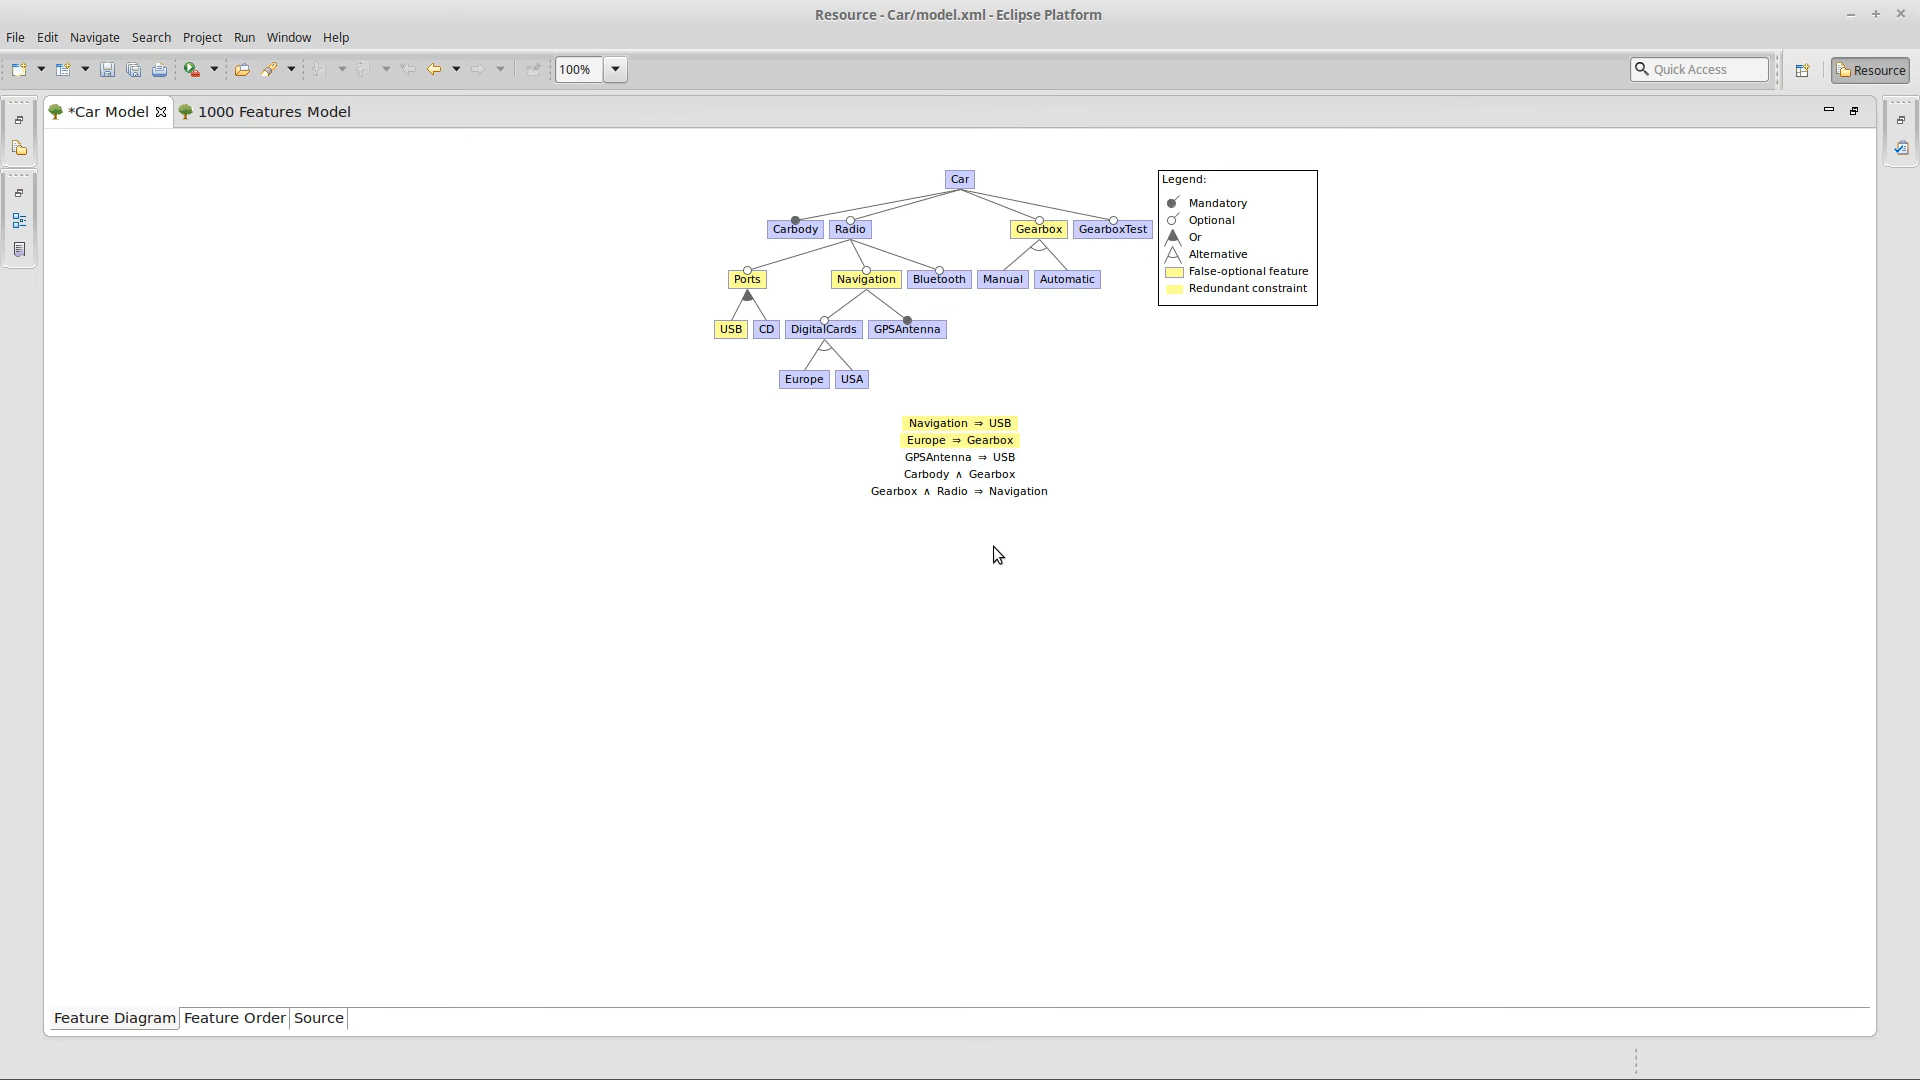 Resource - Car/model.xml - Eclipse Platform
File Edit Navigate Search Project Run Window Help
100% Quick Access Resource
*Car Model 1000 Features Model
Car
Carbody Radio Gearbox GearboxTest
Ports Navigation Bluetooth Manual Automatic
USB CD DigitalCards GPSAntenna
Europe USA
Legend:
Mandatory
Optional
Or
Alternative
False-optional feature
Redundant constraint
Navigation ⇒ USB
Europe ⇒ Gearbox
GPSAntenna ⇒ USB
Carbody ∧ Gearbox
Gearbox ∧ Radio ⇒ Navigation
Feature Diagram Feature Order Source